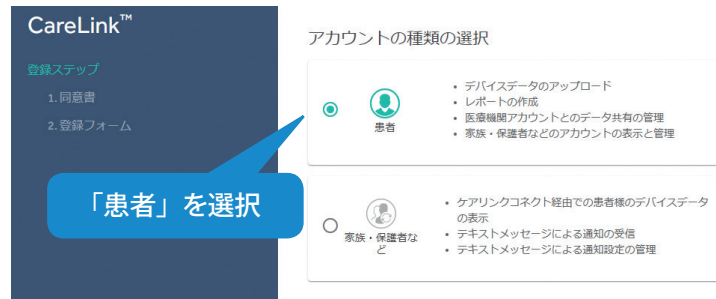 CareLink™
登録ステップ
1.同意書
2.登録フォーム
「患者」を選択
アカウントの種類の選択
患者
• デバイスデータのアップロード
• レポートの作成
• 医療機関アカウントとのデータ共有の管理
• 家族・保護者などのアカウントの表示と管理
家族・保護者な
ど
• ケアリンクコネクト経由での患者様のデバイスデータ
の表示
• テキストメッセージによる通知の受信
• テキストメッセージによる通知設定の管理